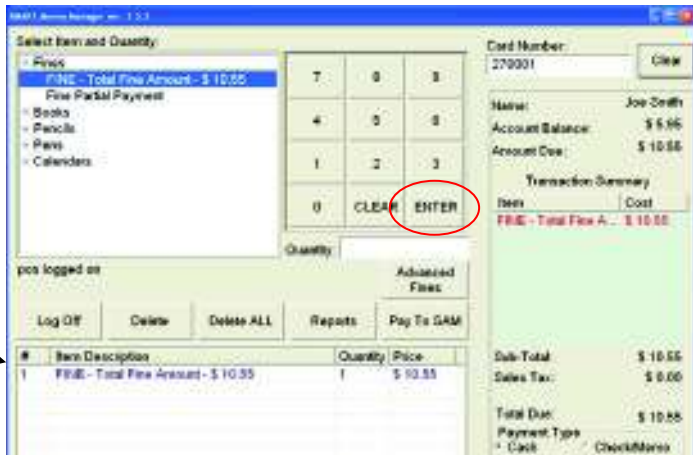 Select Item and Quantity
Fines
FINE - Total Fine Amount - $ 10.55
Fine Partial Payment
Books
Pencils
Pens
Calendars
7
4
1 2 3
0 CLEAR ENTER
Quantity
pos logged on
Advanced
Fines
Log Off Delete Delete ALL Reports Pay To SAM
# Item Description Quantity Price
1 FINE - Total Fine Amount - $ 10.55 1 $ 10.55
Card Number
270001
Clear
Name: Joe Smith
Account Balance: $ 5.95
Amount Due: $ 10.55
Transaction Summary
Item Cost
FINE - Total Fine A... $ 10.55
Sub-Total $ 10.55
Sales Tax: $ 0.00
Total Due: $ 10.55
Payment Type
Cash Check/Memo